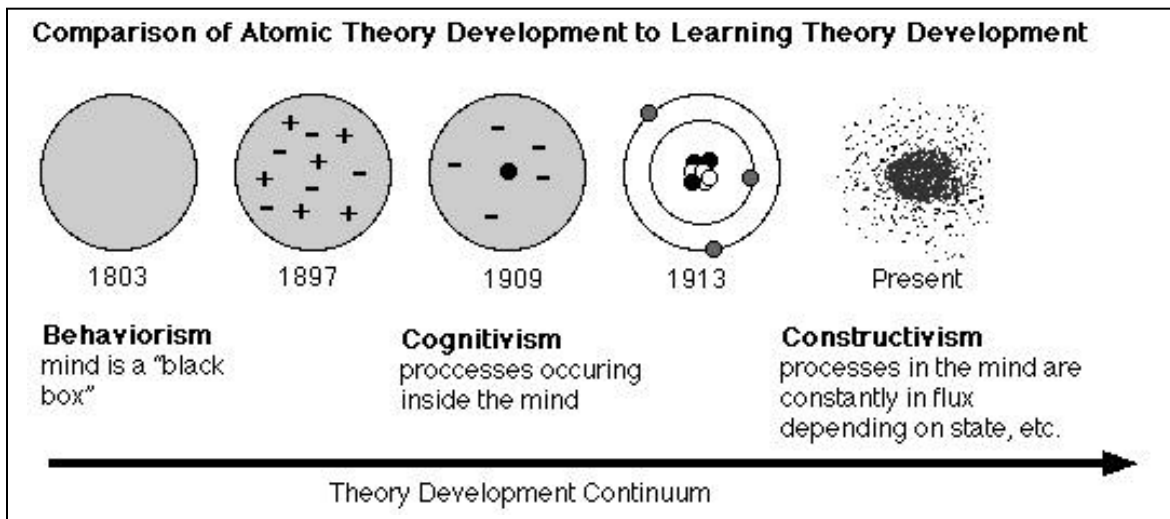 Comparison of Atomic Theory Development to Learning Theory Development
+ - + - + - + - - + +
- - - - -
1803
1897
1909
1913
Present
Behaviorism
mind is a "black
box"
Cognitivism
proccesses occuring
inside the mind
Constructivism
processes in the mind are
constantly in flux
depending on state, etc.
Theory Development Continuum